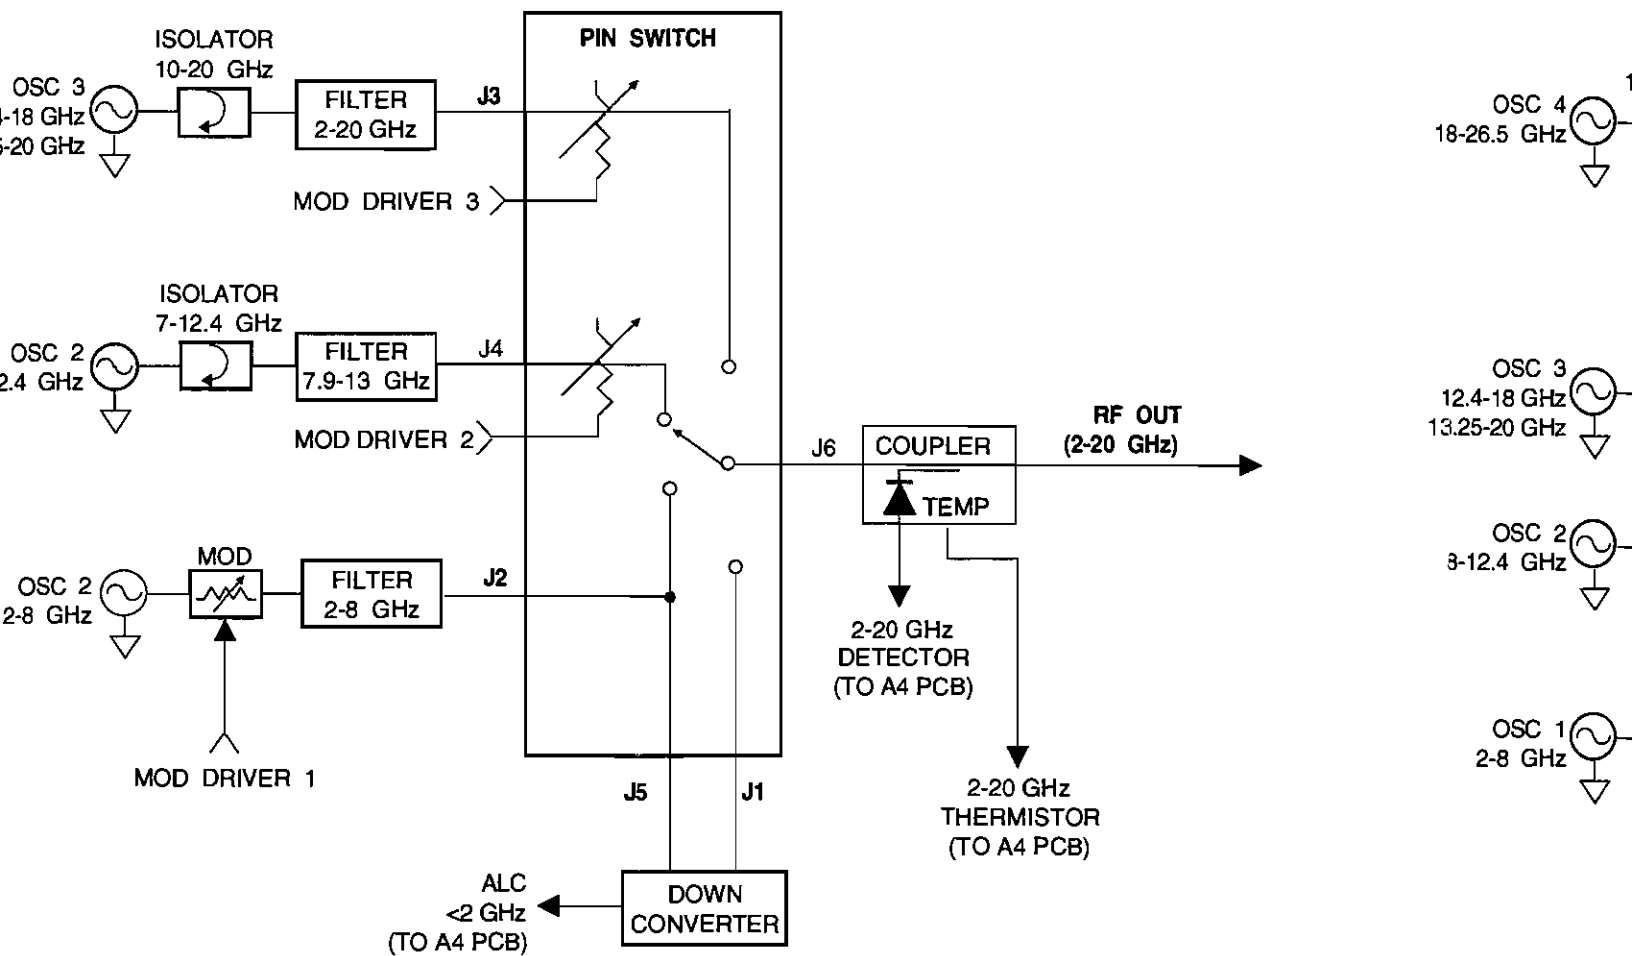 PIN SWITCH
ISOLATOR
10-20 GHz
OSC 3
4-18 GHz
5-20 GHz
FILTER
2-20 GHz
J3
MOD DRIVER 3
ISOLATOR
7-12.4 GHz
OSC 2
2.4 GHz
FILTER
7.9-13 GHz
J4
MOD DRIVER 2
OSC 2
2-8 GHz
MOD
FILTER
2-8 GHz
J2
MOD DRIVER 1
J6
COUPLER
TEMP
RF OUT
(2-20 GHz)
2-20 GHz
DETECTOR
(TO A4 PCB)
2-20 GHz
THERMISTOR
(TO A4 PCB)
J5
J1
DOWN
CONVERTER
ALC
<2 GHz
(TO A4 PCB)
1
OSC 4
18-26.5 GHz
OSC 3
12.4-18 GHz
13.25-20 GHz
OSC 2
8-12.4 GHz
OSC 1
2-8 GHz